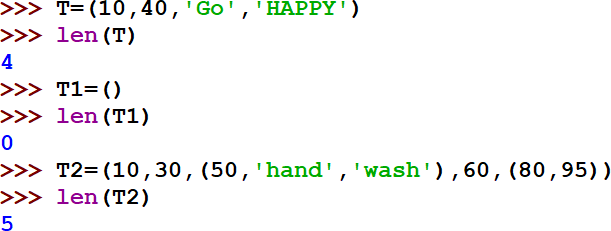 >>> T=(10,40,'Go','HAPPY')
>>> len(T)
4
>>> T1=()
>>> len(T1)
0
>>> T2=(10,30,(50,'hand','wash'),60,(80,95))
>>> len(T2)
5